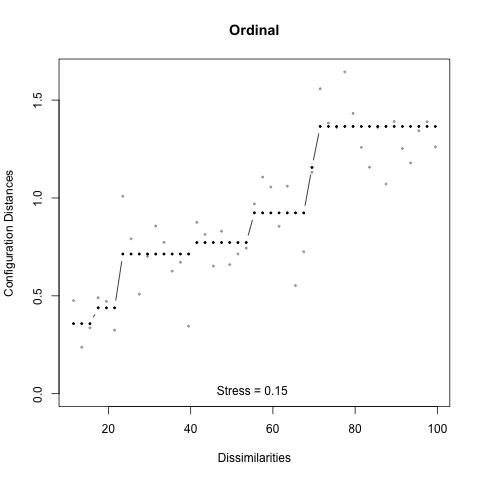 Ordinal
Configuration Distances
1.5
1.0
0.5
0.0
Stress = 0.15
20 40 60 80 100
Dissimilarities